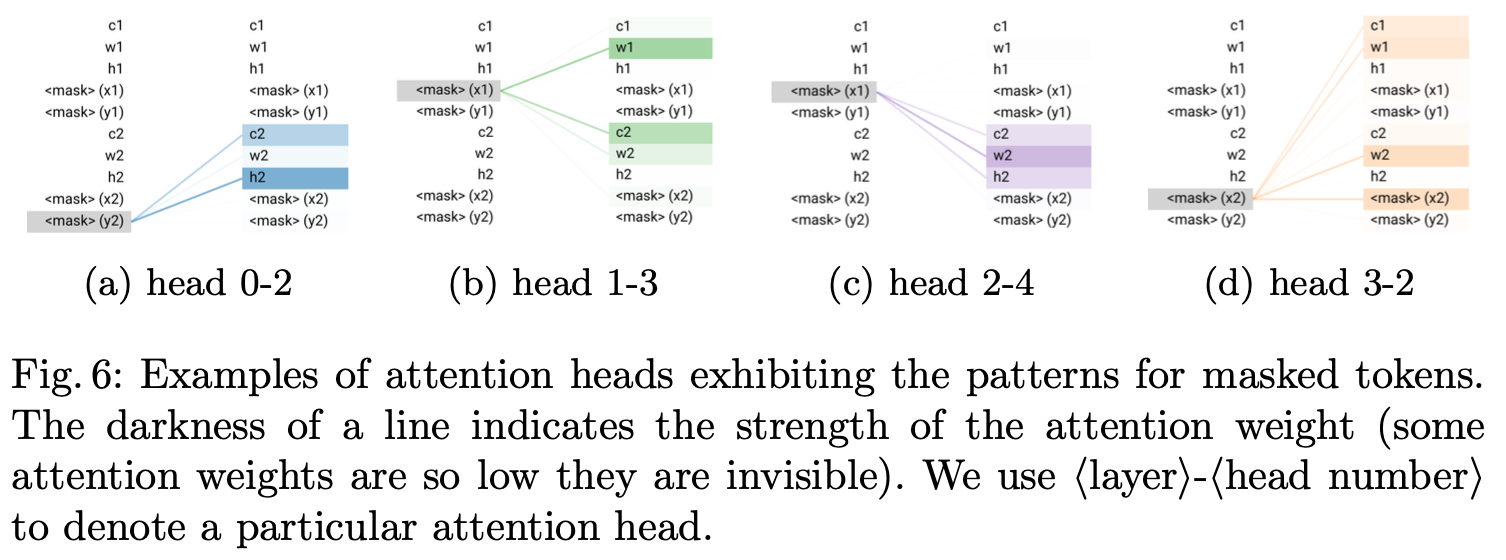 c1 c1
w1 w1
h1 h1
<mask> (x1) <mask> (x1)
<mask> (y1) <mask> (y1)
c2 c2
w2 w2
h2 h2
<mask> (x2) <mask> (x2)
<mask> (y2) <mask> (y2)
(a) head 0-2
c1 c1
w1 w1
h1 h1
<mask> (x1) <mask> (x1)
<mask> (y1) <mask> (y1)
c2 c2
w2 w2
h2 h2
<mask> (x2) <mask> (x2)
<mask> (y2) <mask> (y2)
(b) head 1-3
c1 c1
w1 w1
h1 h1
<mask> (x1) <mask> (x1)
<mask> (y1) <mask> (y1)
c2 c2
w2 w2
h2 h2
<mask> (x2) <mask> (x2)
<mask> (y2) <mask> (y2)
(c) head 2-4
c1 c1
w1 w1
h1 h1
<mask> (x1) <mask> (x1)
<mask> (y1) <mask> (y1)
c2 c2
w2 w2
h2 h2
<mask> (x2) <mask> (x2)
<mask> (y2) <mask> (y2)
(d) head 3-2
Fig. 6: Examples of attention heads exhibiting the patterns for masked tokens.
The darkness of a line indicates the strength of the attention weight (some
attention weights are so low they are invisible). We use ⟨layer⟩-⟨head number⟩
to denote a particular attention head.